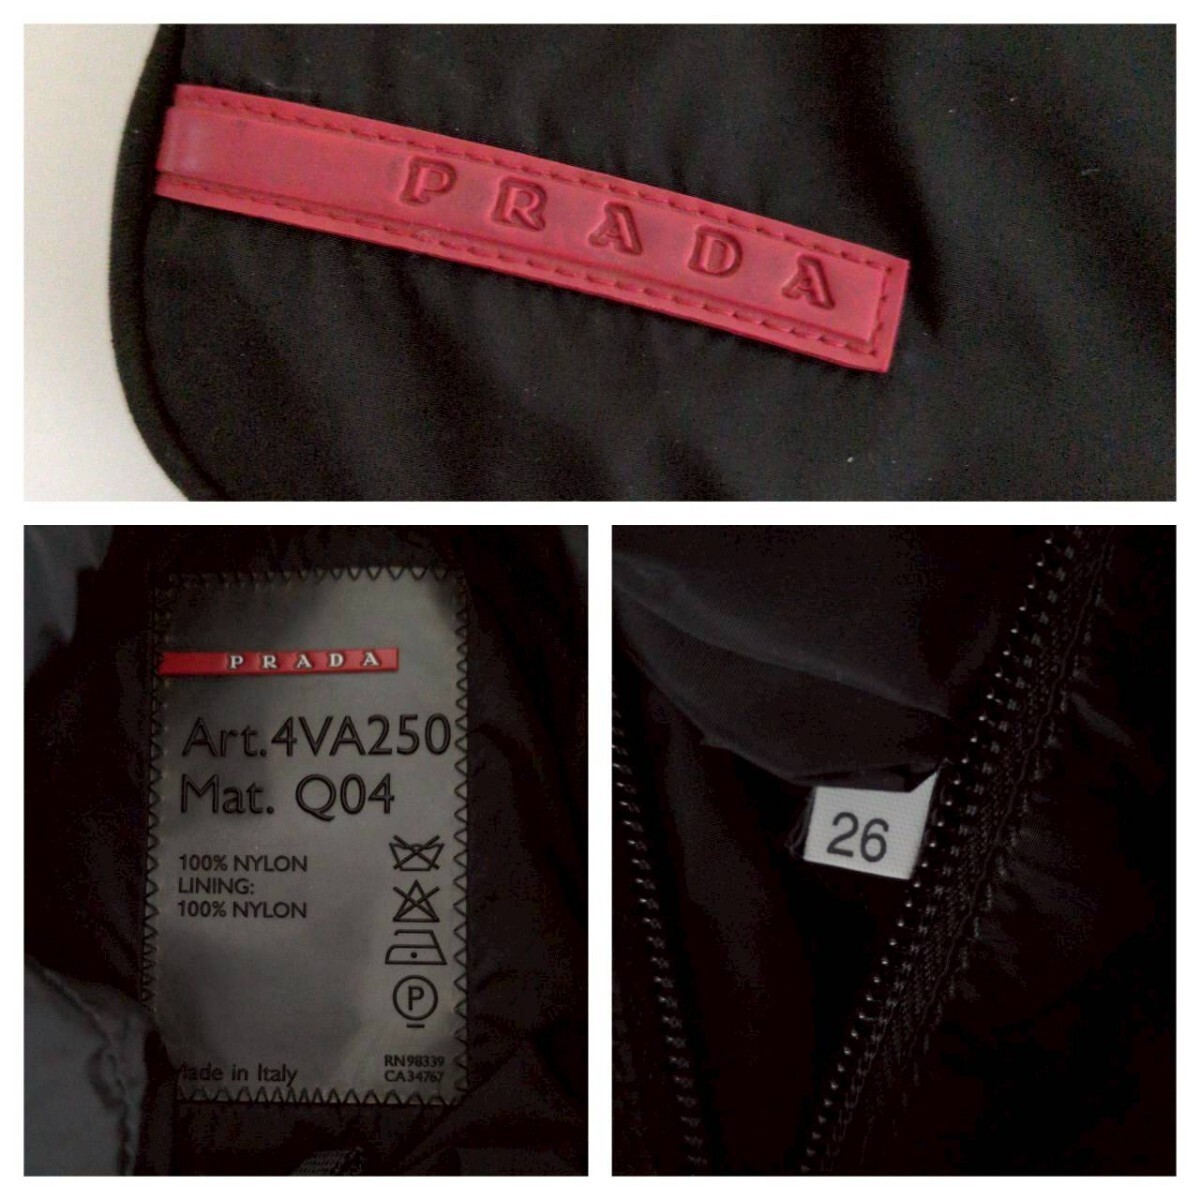 PRADA
PRADA
Art.4VA250
Mat. Q04
100% NYLON
LINING:
100% NYLON
P
Made in Italy
RN98339
CA34767
26